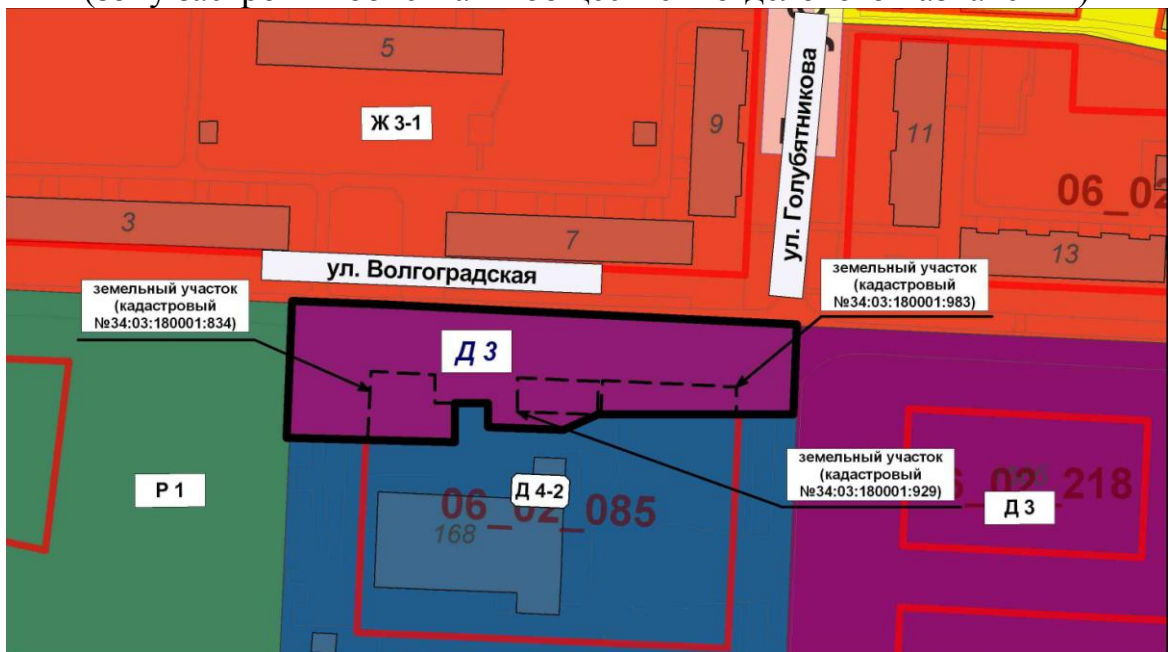 5
Ж 3-1
9
ул. Голубятникова
11
06_02
3
7
13
ул. Волгоградская
земельный участок
(кадастровый
№34:03:180001:834)
земельный участок
(кадастровый
№34:03:180001:983)
Д 3
земельный участок
(кадастровый
№34:03:180001:929)
Р 1
Д 4-2
06_02_085
168
_02_218
Д 3